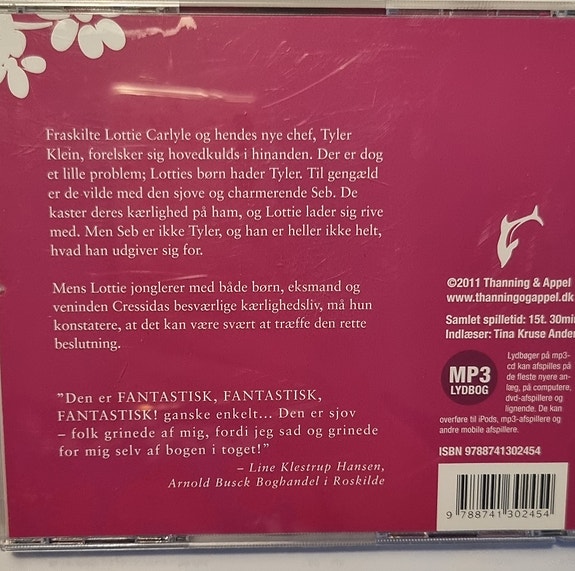 Fraskilte Lottie Carlyle og hendes nye chef, Tyler
Klein, forelsker sig hovedkulds i hinanden. Der er dog
et lille problem; Lotties børn hader Tyler. Til gengæld
er de vilde med den sjove og charmerende Seb. De
kaster deres kærlighed på ham, og Lottie lader sig rive
med. Men Seb er ikke Tyler, og han er heller ikke helt,
hvad han udgiver sig for.
Mens Lottie jonglerer med både børn, eksmand og
veninden Cressidas besværlige kærlighedsliv, må hun
konstatere, at det kan være svært at træffe den rette
beslutning.
"Den er FANTASTISK, FANTASTISK,
FANTASTISK! ganske enkelt... Den er sjov
– folk grinede af mig, fordi jeg sad og grinede
for mig selv af bogen i toget!"
– Line Klestrup Hansen,
Arnold Busck Boghandel i Roskilde
©2011 Thanning & Appel
www.thanningogappel.dk
Samlet spilletid: 15t. 30min
Indlæser: Tina Kruse Ander
MP3
LYDBOG
Lydbøger på mp3-
cd kan afspilles på
de fleste nyere an-
læg, på computere,
dvd-afspillere og
lignende. De kan
overføre til iPods, mp3-afspillere og
andre mobile afspillere.
ISBN 9788741302454
9 788741 302454